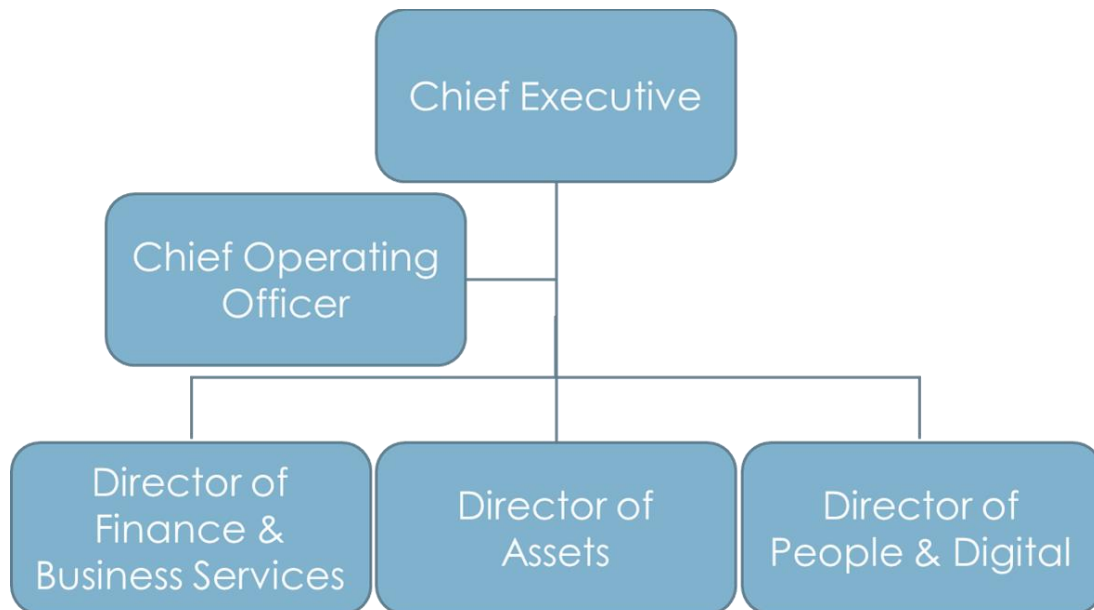 Chief Executive
Chief Operating
Officer
Director of
Finance &
Business Services
Director of
Assets
Director of
People & Digital